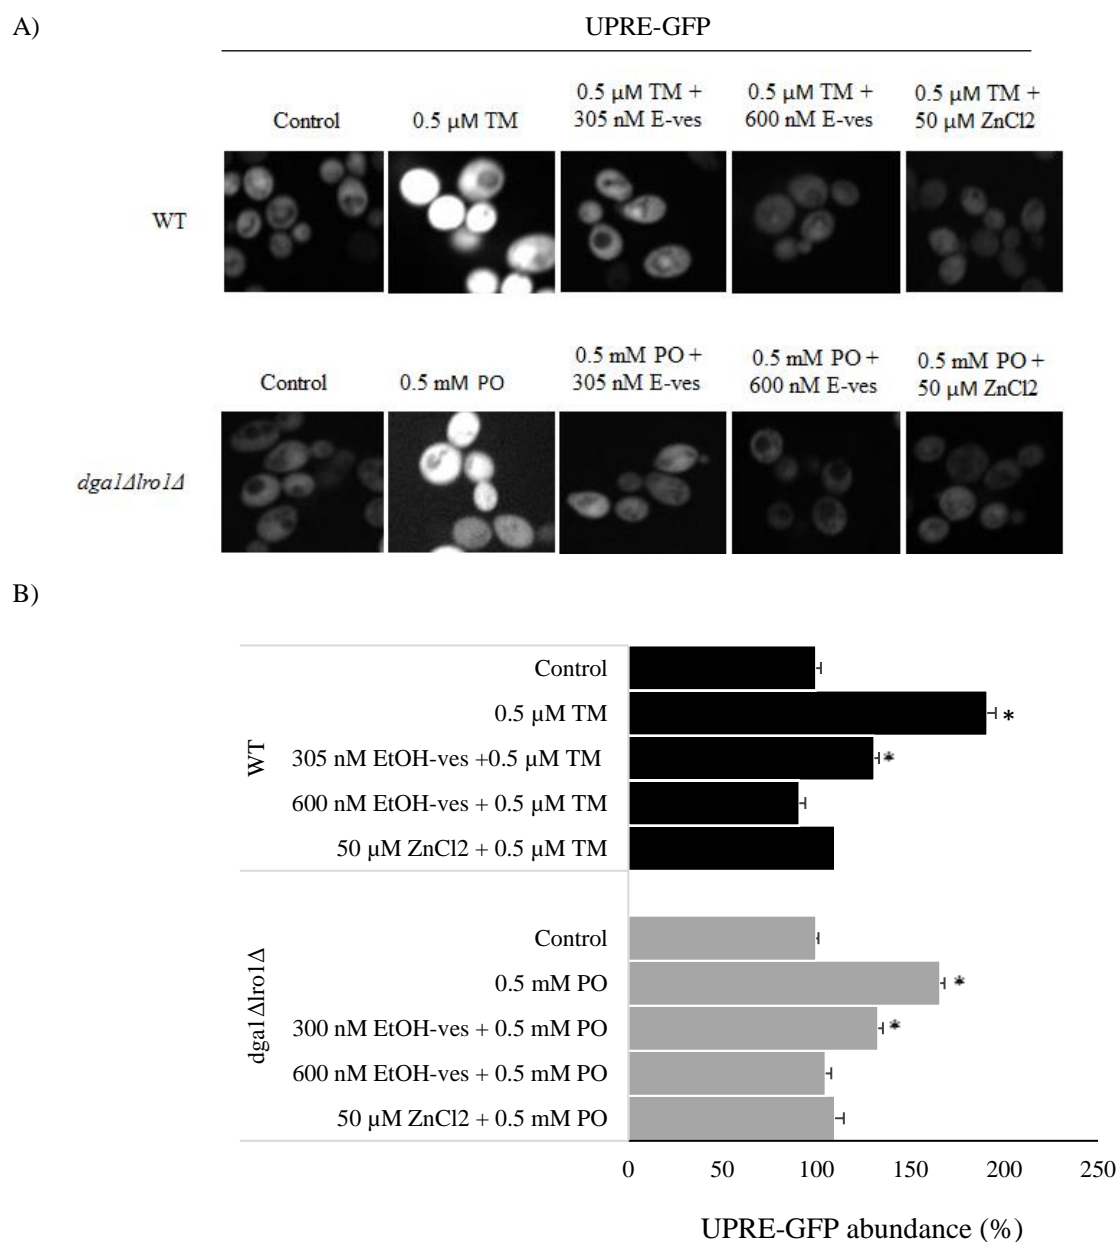 A)
UPRE-GFP
Control
0.5 µM TM
0.5 µM TM +
305 nM E-ves
0.5 µM TM +
600 nM E-ves
0.5 µM TM +
50 µM ZnCl2
WT
Control
0.5 mM PO
0.5 mM PO +
305 nM E-ves
0.5 mM PO +
600 nM E-ves
0.5 mM PO +
50 µM ZnCl2
dga1Δlro1Δ
B)
WT
Control
0.5 µM TM
*
305 nM EtOH-ves +0.5 µM TM
*
600 nM EtOH-ves + 0.5 µM TM
50 µM ZnCl2 + 0.5 µM TM
dga1Δlro1Δ
Control
0.5 mM PO
*
300 nM EtOH-ves + 0.5 mM PO
*
600 nM EtOH-ves + 0.5 mM PO
50 µM ZnCl2 + 0.5 mM PO
0 50 100 150 200 250
UPRE-GFP abundance (%)